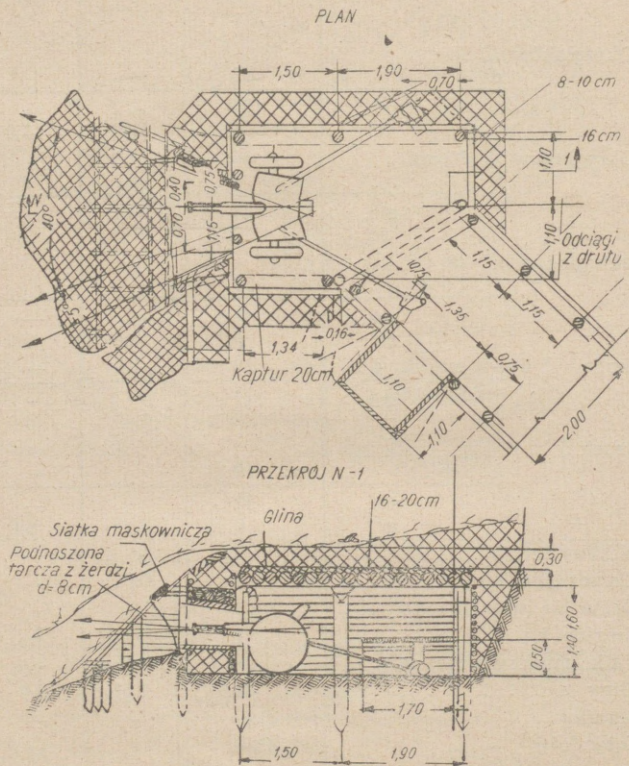 PLAN
1,50
1,90
0,70
8-10 cm
16 cm
1,10
1
0,40
0,75
N
40°
0,70
1,15
1,10
Odciągi
z drutu
0,75
1,15
1,15
1,35
0,75
0,16
1,34
Kaptur 20cm
1,10
1,10
2,00
PRZEKRÓJ N-1
16-20cm
Glina
Siatka maskownicza
Podnoszona
tarcza z żerdzi
d=8cm
0,30
1,60
1,40
0,50
1,70
1,50
1,90